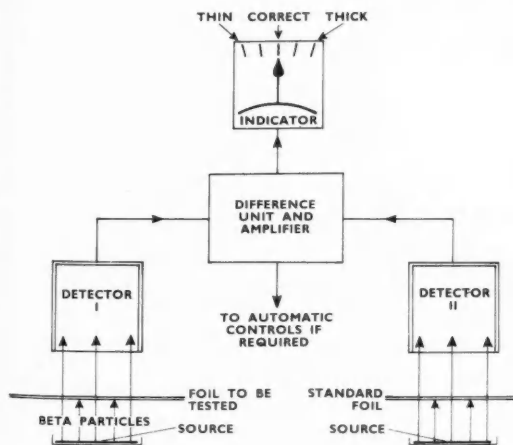 THIN CORRECT THICK
INDICATOR
DIFFERENCE
UNIT AND
AMPLIFIER
DETECTOR
I
DETECTOR
II
TO AUTOMATIC
CONTROLS IF
REQUIRED
FOIL TO BE
TESTED
STANDARD
FOIL
BETA PARTICLES
SOURCE
SOURCE